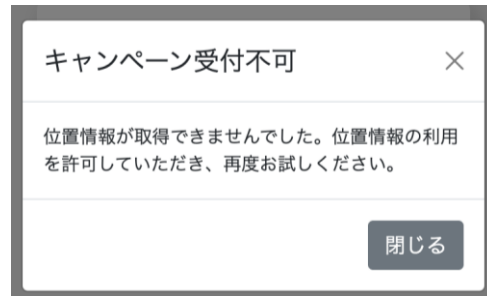 キャンペーン受付不可
位置情報が取得できませんでした。位置情報の利用
を許可していただき、再度お試しください。
閉じる